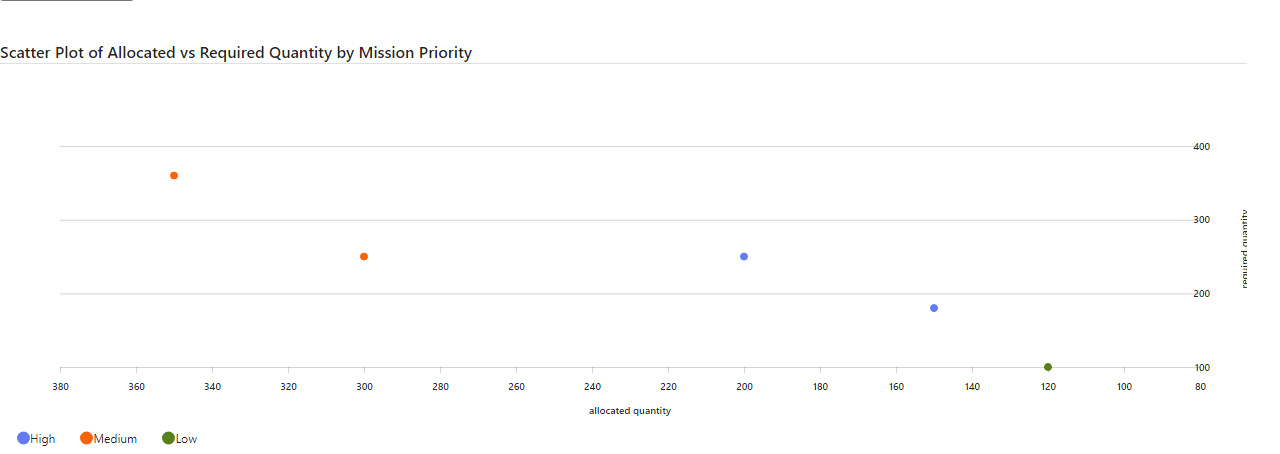 Scatter Plot of Allocated vs Required Quantity by Mission Priority
400
300
200
100
required quantity
380 360 340 320 300 280 260 240 220 200 180 160 140 120 100 80
allocated quantity
High Medium Low